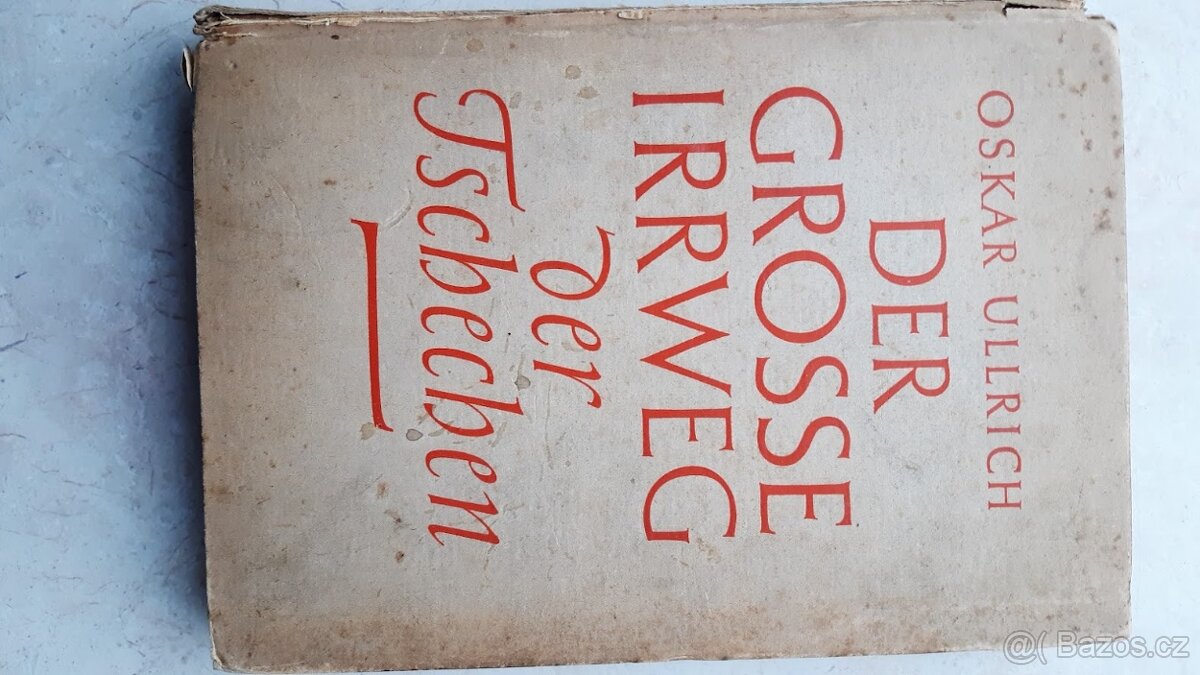 OSKAR ULLRICH
DER
GROSSE
IRRWEG
der
Tschechen
@( Bazos.cz